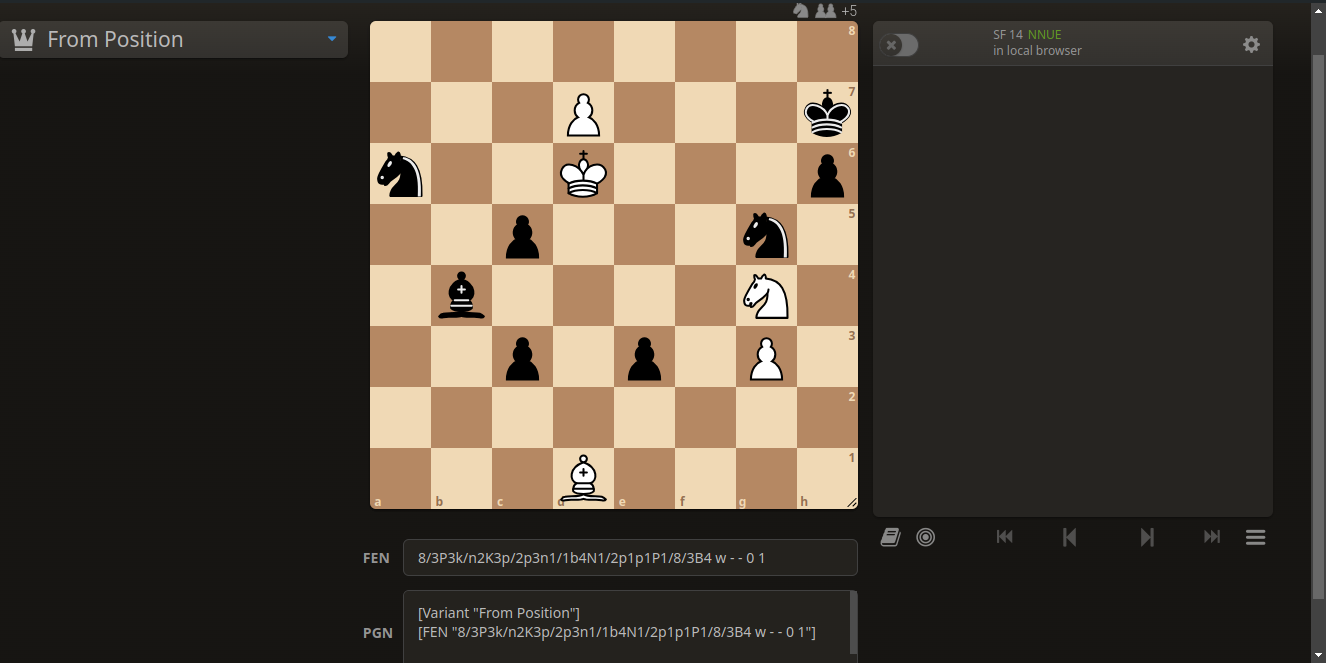 +5
From Position
SF 14 NNUE
in local browser
8
7
6
5
4
3
2
1
a b c d e f g h
FEN 8/3P3k/n2K3p/2p3n1/1b4N1/2p1p1P1/8/3B4 w - - 0 1
PGN
[Variant "From Position"]
[FEN "8/3P3k/n2K3p/2p3n1/1b4N1/2p1p1P1/8/3B4 w - - 0 1"]